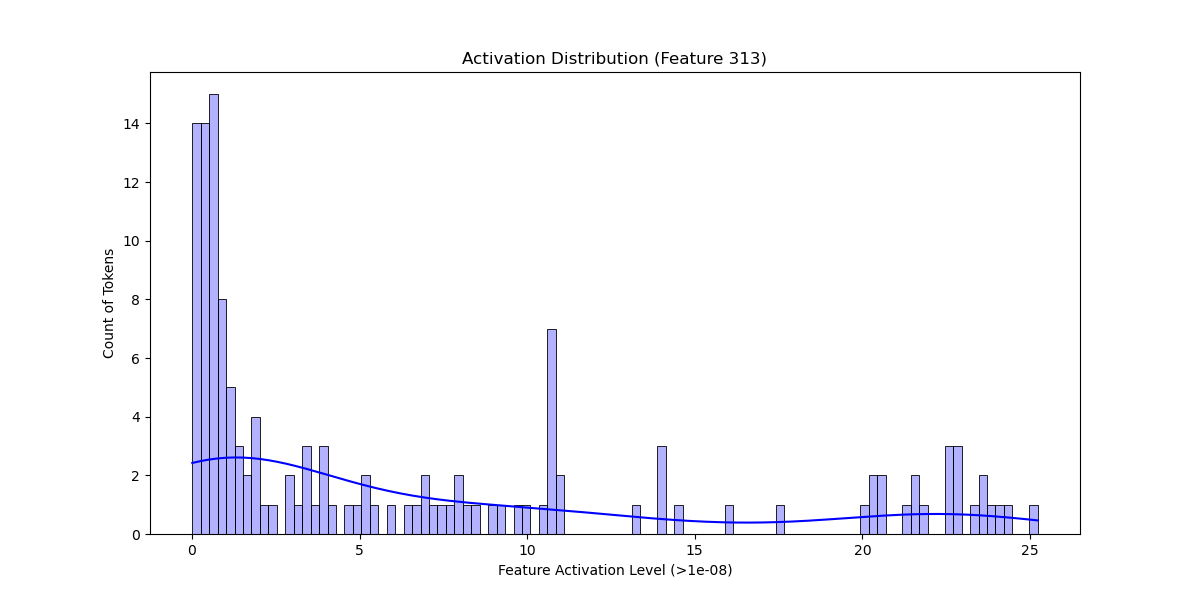 Activation Distribution (Feature 313)
Count of Tokens
14
12
10
8
6
4
2
0
0 5 10 15 20 25
Feature Activation Level (>1e-08)